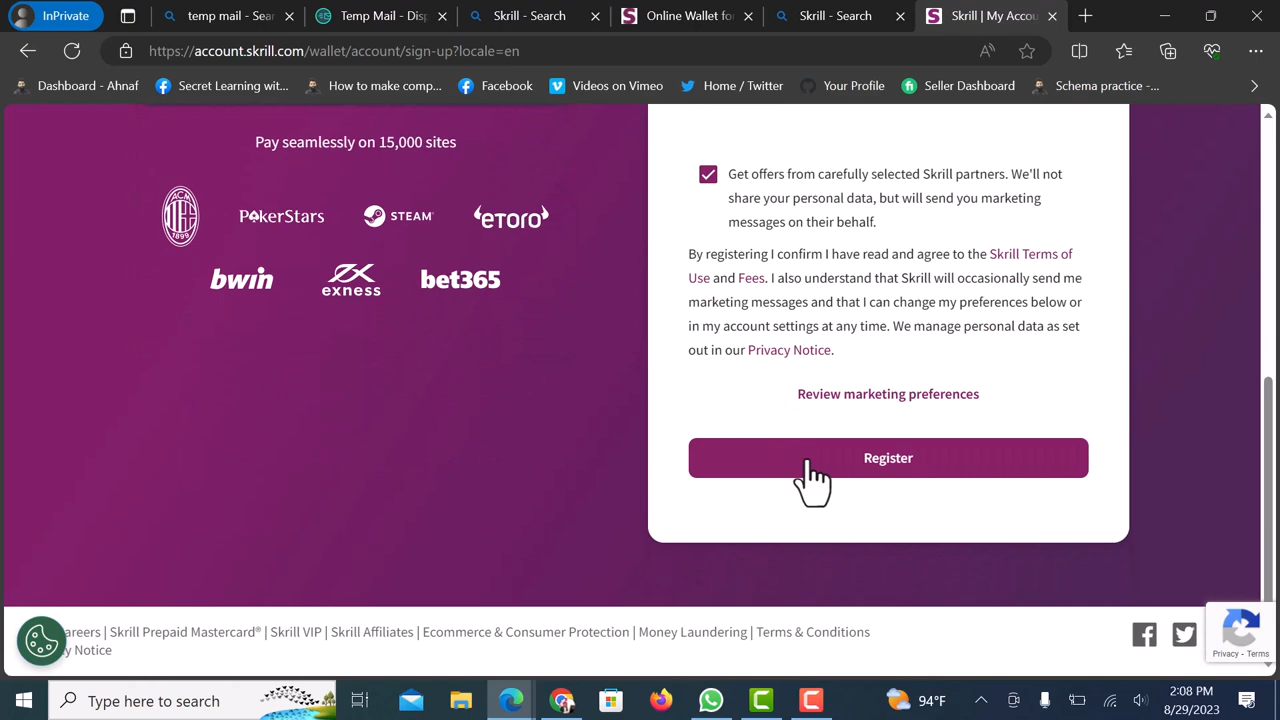 InPrivate
temp mail - Sea
Temp Mail - Disp
Skrill - Search
Online Wallet for
Skrill - Search
Skrill | My Accou
https://account.skrill.com/wallet/account/sign-up?locale=en
Dashboard - Ahnaf
Secret Learning wit...
How to make comp...
Facebook
Videos on Vimeo
Home / Twitter
Your Profile
Seller Dashboard
Schema practice -...
Pay seamlessly on 15,000 sites
ACM
1899
POKERSTARS
STEAM
eToro
bwin
exness
bet365
Get offers from carefully selected Skrill partners. We'll not
share your personal data, but will send you marketing
messages on their behalf.
By registering I confirm I have read and agree to the Skrill Terms of
Use and Fees. I also understand that Skrill will occasionally send me
marketing messages and that I can change my preferences below or
in my account settings at any time. We manage personal data as set
out in our Privacy Notice.
Review marketing preferences
Register
areers | Skrill Prepaid Mastercard® | Skrill VIP | Skrill Affiliates | Ecommerce & Consumer Protection | Money Laundering | Terms & Conditions
y Notice
Privacy - Terms
Type here to search
94°F
2:08 PM
8/29/2023